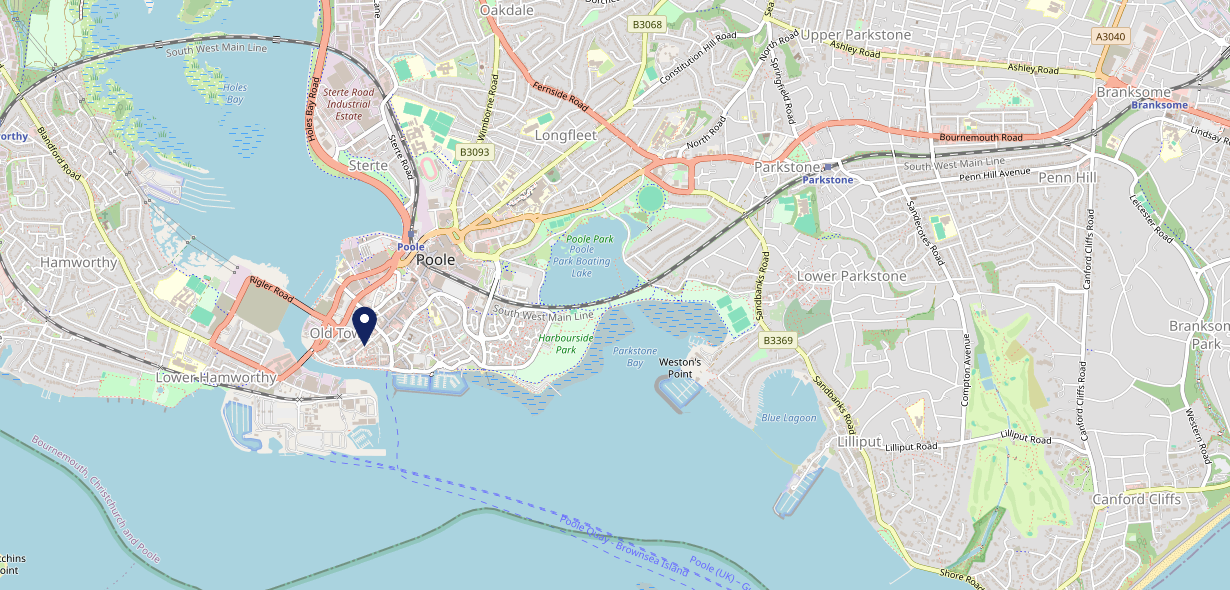 Oakdale
B3068
Upper Parkstone
A3040
South West Main Line
Constitution Hill Road
North Road
Ashley Road
Ashley Road
Holes
Bay
Sterte Road
Industrial
Estate
Fernside Road
Springfield Road
Branksome
Branksome
Holes Bay Road
Wimborne Road
Longfleet
North Road
Bournemouth Road
Blandford Road
B3093
Sterte Road
Sterte
Parkstone
Parkstone
South West Main Line
Penn Hill Avenue
Penn Hill
Leicester Road
Sandecotes Road
Canford Cliffs Road
Poole
Poole
Poole Park
Poole
Park Boating
Lake
Hamworthy
Lower Parkstone
Sandbanks Road
Rigler Road
South West Main Line
Old Town
Harbourside
Park
Parkstone
Bay
B3369
Weston's
Point
Compton Avenue
Canford Cliffs Road
Branksome
Park
Lower Hamworthy
Blue Lagoon
Sandbanks Road
Lilliput
Lilliput Road
Lilliput Road
Western Road
Bournemouth, Christchurch and Poole
Canford Cliffs
Poole Quay - Brownsea Island
Poole (UK) - 
Shore Road